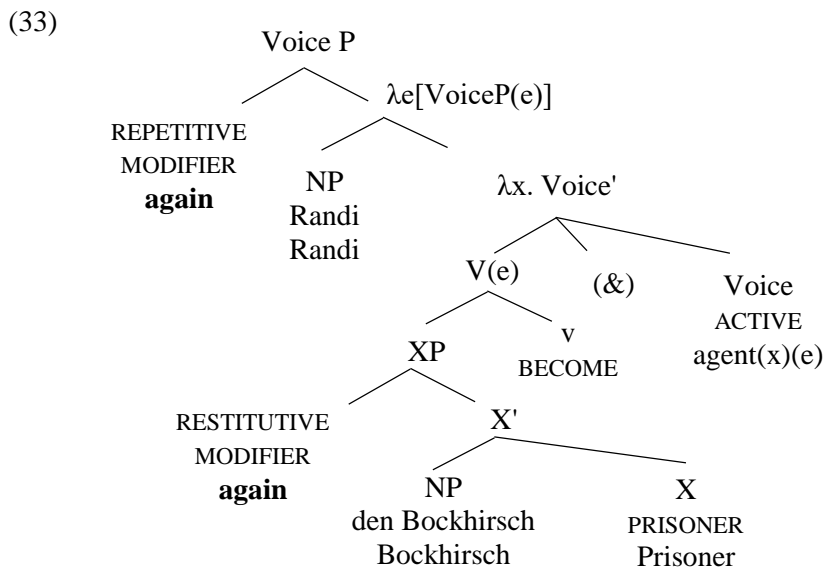 (33)
Voice P
λe[VoiceP(e)]
REPETITIVE
MODIFIER
again
NP
Randi
Randi
λx. Voice'
V(e)
(&)
Voice
ACTIVE
agent(x)(e)
XP
v
BECOME
RESTITUTIVE
MODIFIER
again
X'
NP
den Bockhirsch
Bockhirsch
X
PRISONER
Prisoner